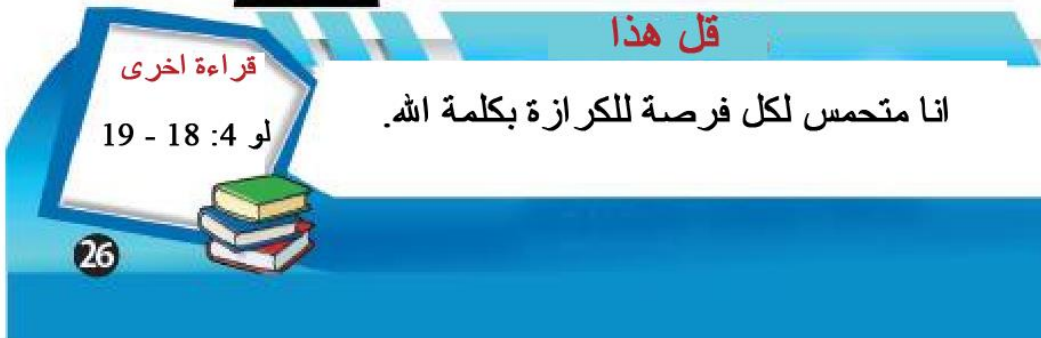 قل هذا
انا متحمس لكل فرصة للكرازة بكلمة الله.
قراءة اخرى
لو 4: 18 - 19
26